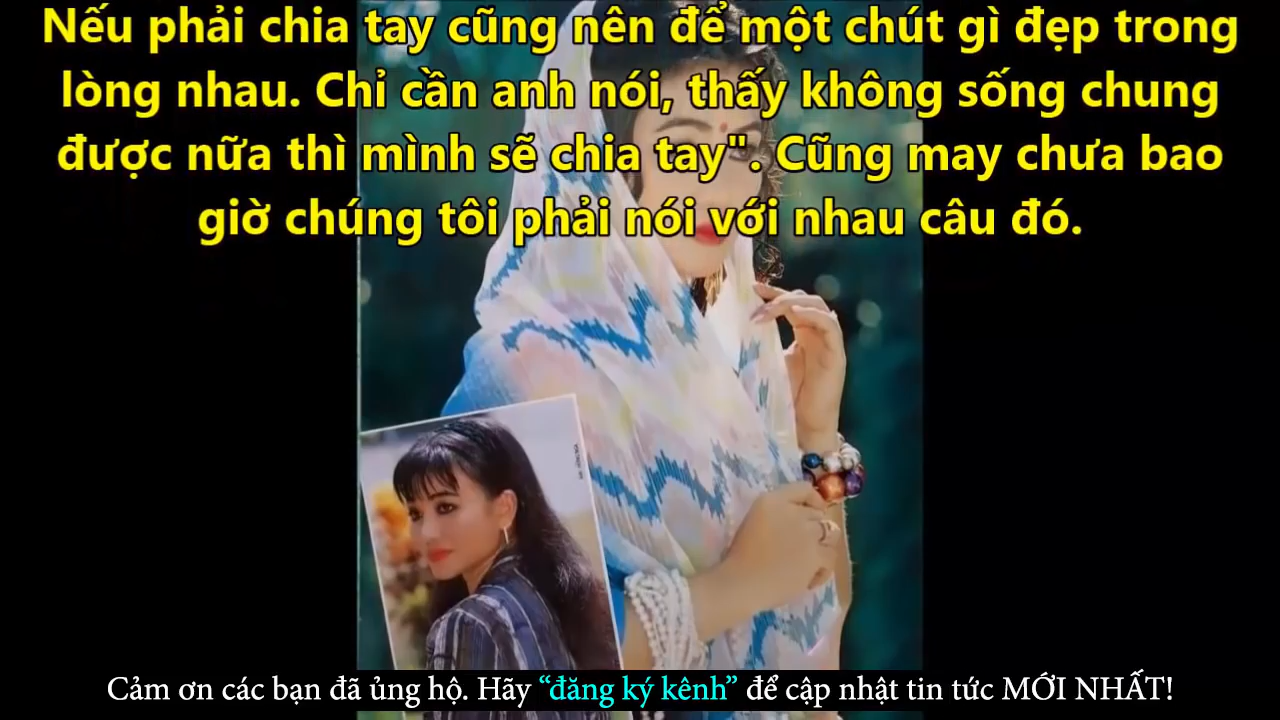 Nếu phải chia tay cũng nên để một chút gì đẹp trong
lòng nhau. Chỉ cần anh nói, thấy không sống chung
được nữa thì mình sẽ chia tay". Cũng may chưa bao
giờ chúng tôi phải nói với nhau câu đó.
Cảm ơn các bạn đã ủng hộ. Hãy “đăng ký kênh” để cập nhật tin tức MỚI NHẤT!